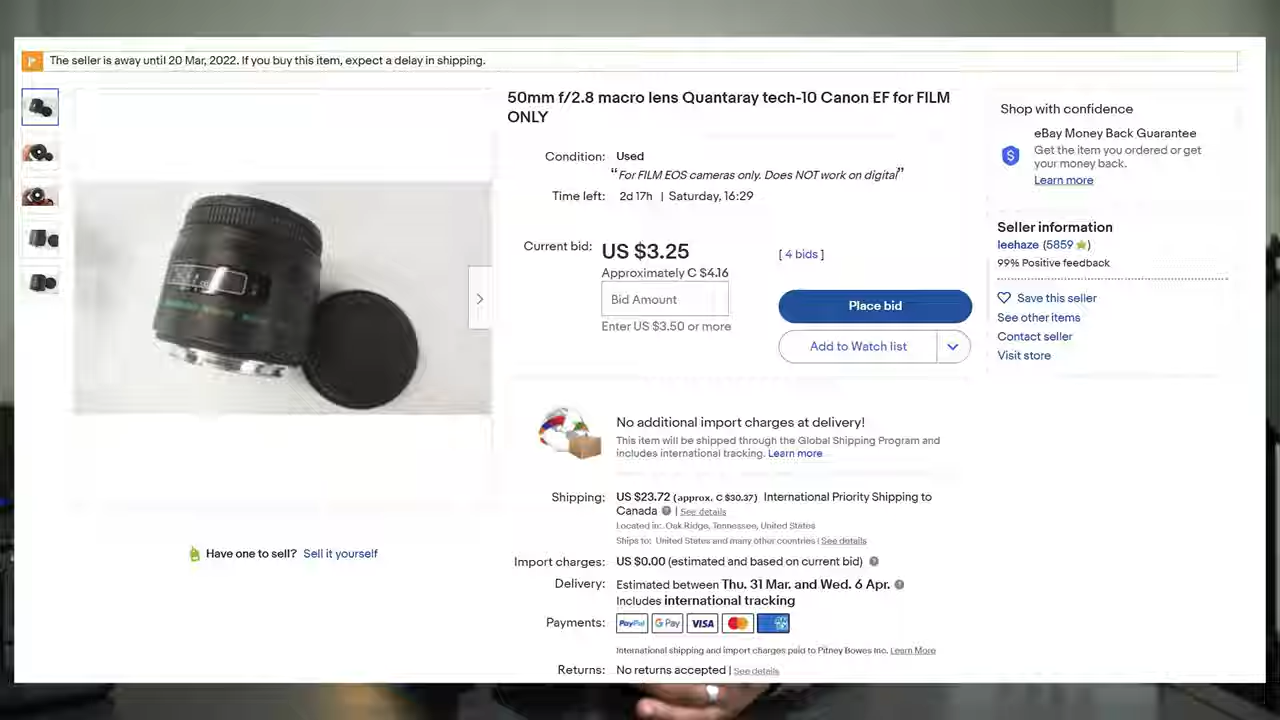 The seller is away until 20 Mar, 2022. If you buy this item, expect a delay in shipping.
50mm f/2.8 macro lens Quantaray tech-10 Canon EF for FILM
ONLY
Condition: Used
“For FILM EOS cameras only. Does NOT work on digital”
Time left: 2d 17h | Saturday, 16:29
Current bid: US $3.25
[ 4 bids ]
Approximately C $4.16
Bid Amount
Place bid
Enter US $3.50 or more
Add to Watch list
Shop with confidence
eBay Money Back Guarantee
Get the item you ordered or get
your money back.
Learn more
Seller information
leehaze (5859)
99% Positive feedback
Save this seller
See other items
Contact seller
Visit store
No additional import charges at delivery!
This item will be shipped through the Global Shipping Program and
includes international tracking. Learn more
Shipping: US $23.72 (approx. C $30.37) International Priority Shipping to
Canada | See details
Located in: Oak Ridge, Tennessee, United States
Ships to: United States and many other countries | See details
Import charges: US $0.00 (estimated and based on current bid)
Delivery: Estimated between Thu. 31 Mar. and Wed. 6 Apr.
Includes international tracking
Payments: PayPal G Pay VISA
International shipping and import charges paid to Pitney Bowes Inc. Learn More
Returns: No returns accepted | See details
Have one to sell? Sell it yourself